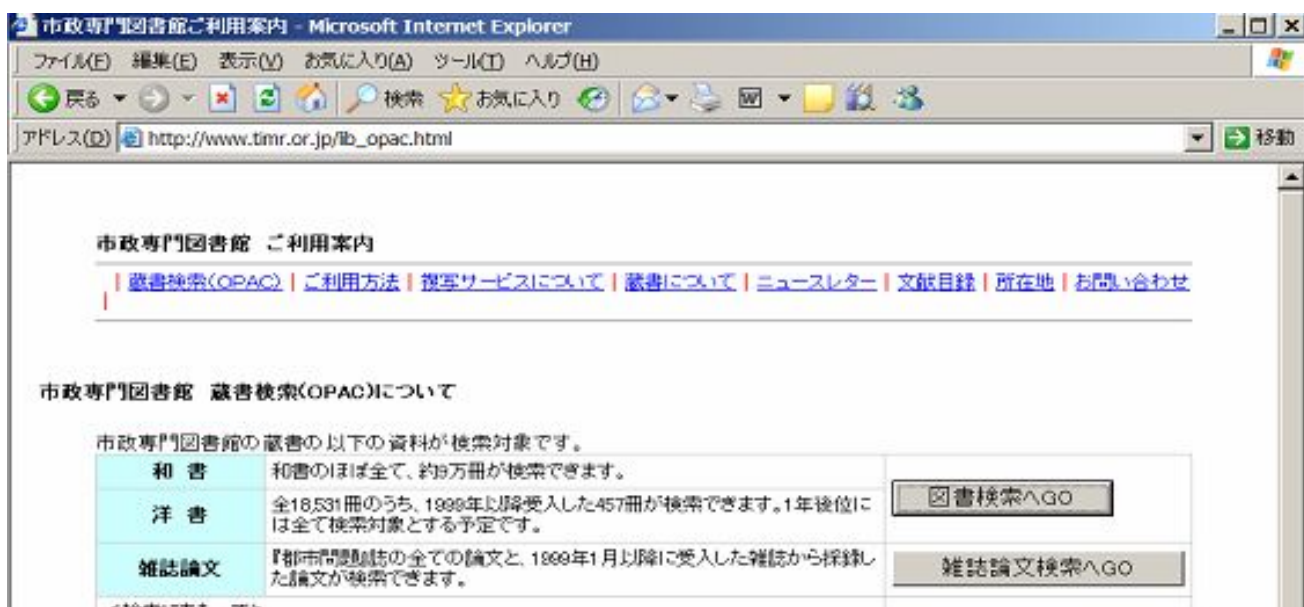 市政専門図書館ご利用案内 - Microsoft Internet Explorer
ファイル(F) 編集(E) 表示(V) お気に入り(A) ツール(T) ヘルプ(H)
戻る 検索 お気に入り
アドレス(D) http://www.timr.or.jp/lib_opac.html 移動
市政専門図書館 ご利用案内
| 蔵書検索(OPAC) | ご利用方法 | 複写サービスについて | 蔵書について | ニュースレター | 文献目録 | 所在地 | お問い合わせ
|
市政専門図書館 蔵書検索(OPAC)について
市政専門図書館の蔵書の以下の資料が検索対象です。
和 書 和書のほぼ全て、約9万冊が検索できます。
図書検索へGO
洋 書 全18,531冊のうち、1999年以降受入した457冊が検索できます。1年後位に
は全て検索対象とする予定です。
雑誌論文 『都市問題』誌の全ての論文と、1999年1月以降に受入した雑誌から採録し
た論文が検索できます。
雑誌論文検索へGO